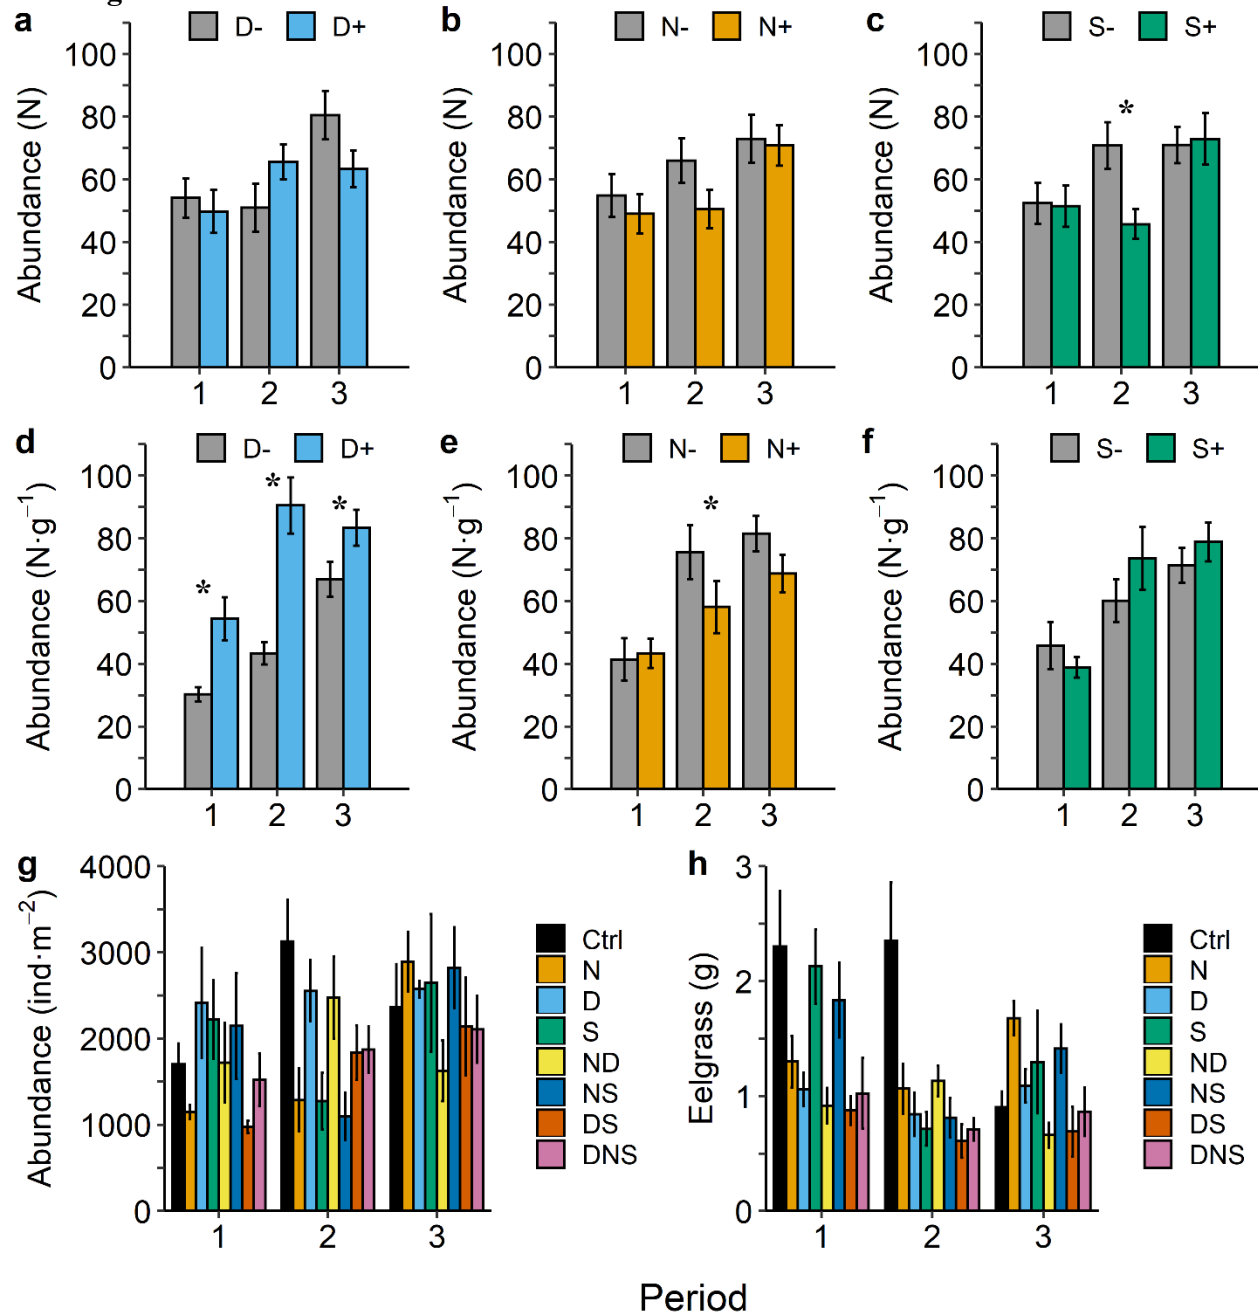 a D- D+
Abundance (N)
100
80
60
40
20
0
1 2 3
b N- N+
Abundance (N)
100
80
60
40
20
0
1 2 3
c S- S+
Abundance (N)
100
80
60
40
20
0
*
1 2 3
d D- D+
Abundance (N·g⁻¹)
100
80
60
40
20
0
* * *
1 2 3
e N- N+
Abundance (N·g⁻¹)
100
80
60
40
20
0
*
1 2 3
f S- S+
Abundance (N·g⁻¹)
100
80
60
40
20
0
1 2 3
g
Abundance (ind·m⁻²)
4000
3000
2000
1000
0
1 2 3
Ctrl
N
D
S
ND
NS
DS
DNS
h
Eelgrass (g)
3
2
1
0
1 2 3
Ctrl
N
D
S
ND
NS
DS
DNS
Period